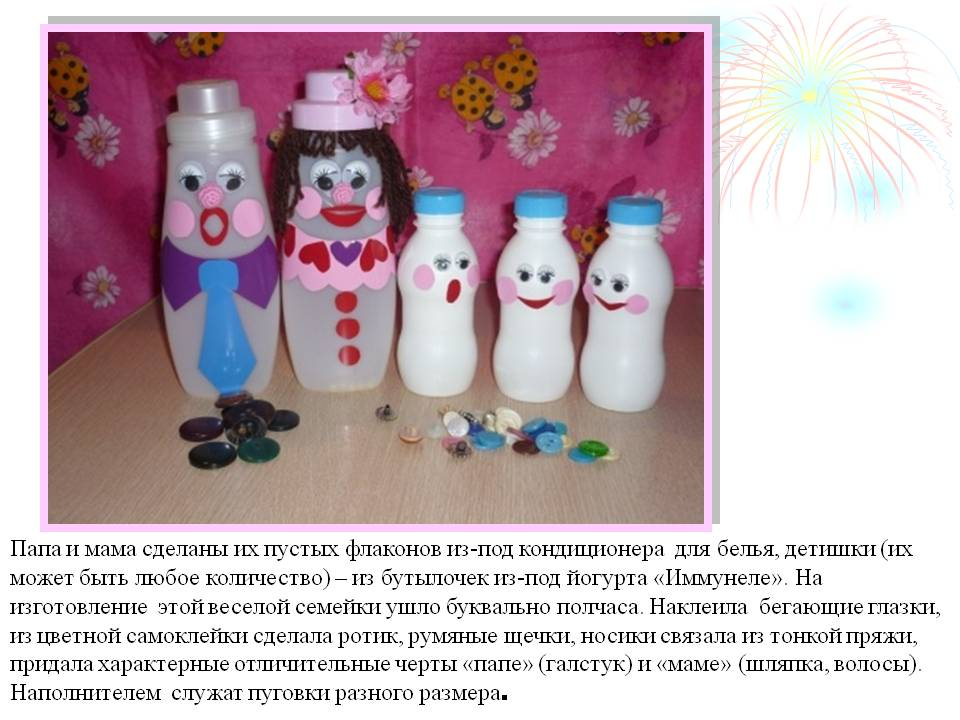 Папа и мама сделаны их пустых флаконов из-под кондиционера  для белья, детишки (их
может быть любое количество) – из бутылочек из-под йогурта «Иммунеле». На
изготовление  этой веселой семейки ушло буквально полчаса. Наклеила  бегающие глазки,
из цветной самоклейки сделала ротик, румяные щечки, носики связала из тонкой пряжи,
придала характерные отличительные черты «папе» (галстук) и «маме» (шляпка, волосы).
Наполнителем  служат пуговки разного размера.